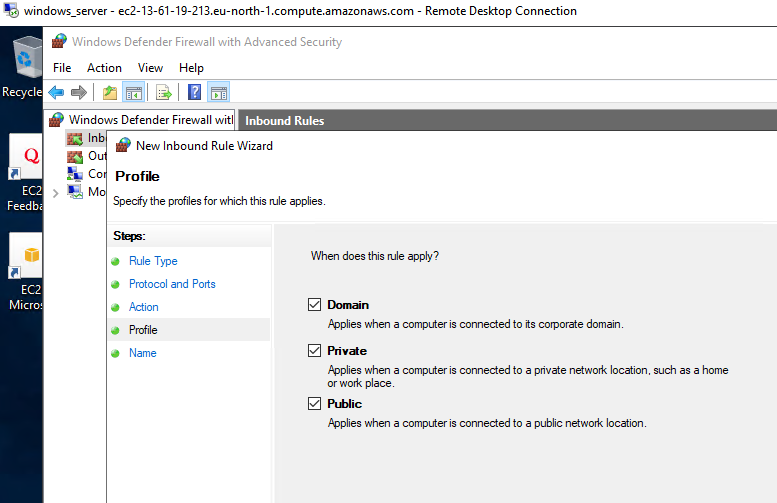 windows_server - ec2-13-61-19-213.eu-north-1.compute.amazonaws.com - Remote Desktop Connection
Windows Defender Firewall with Advanced Security
File Action View Help
Recycle
Windows Defender Firewall witl
Inbound Rules
Inb
Out
Cor
Mo
New Inbound Rule Wizard
Profile
Specify the profiles for which this rule applies.
Steps:
Rule Type
Protocol and Ports
Action
Profile
Name
When does this rule apply?
Domain
Applies when a computer is connected to its corporate domain.
Private
Applies when a computer is connected to a private network location, such as a home
or work place.
Public
Applies when a computer is connected to a public network location.
Q
EC2
Feedba
EC2
Micros